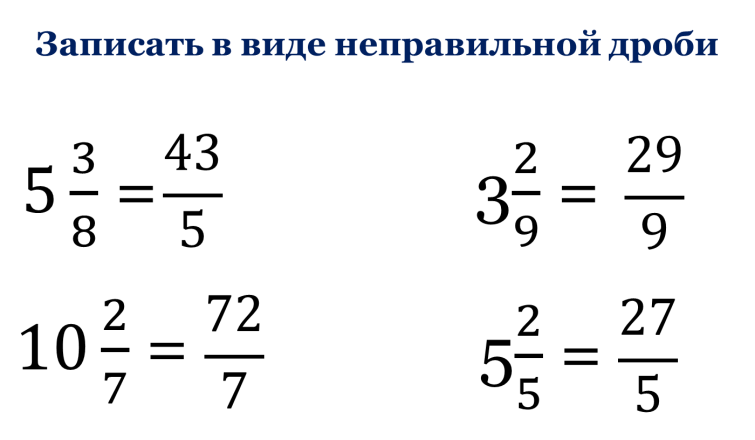 Записать в виде неправильной дроби
5 3/8 = 43/5
3 2/9 = 29/9
10 2/7 = 72/7
5 2/5 = 27/5